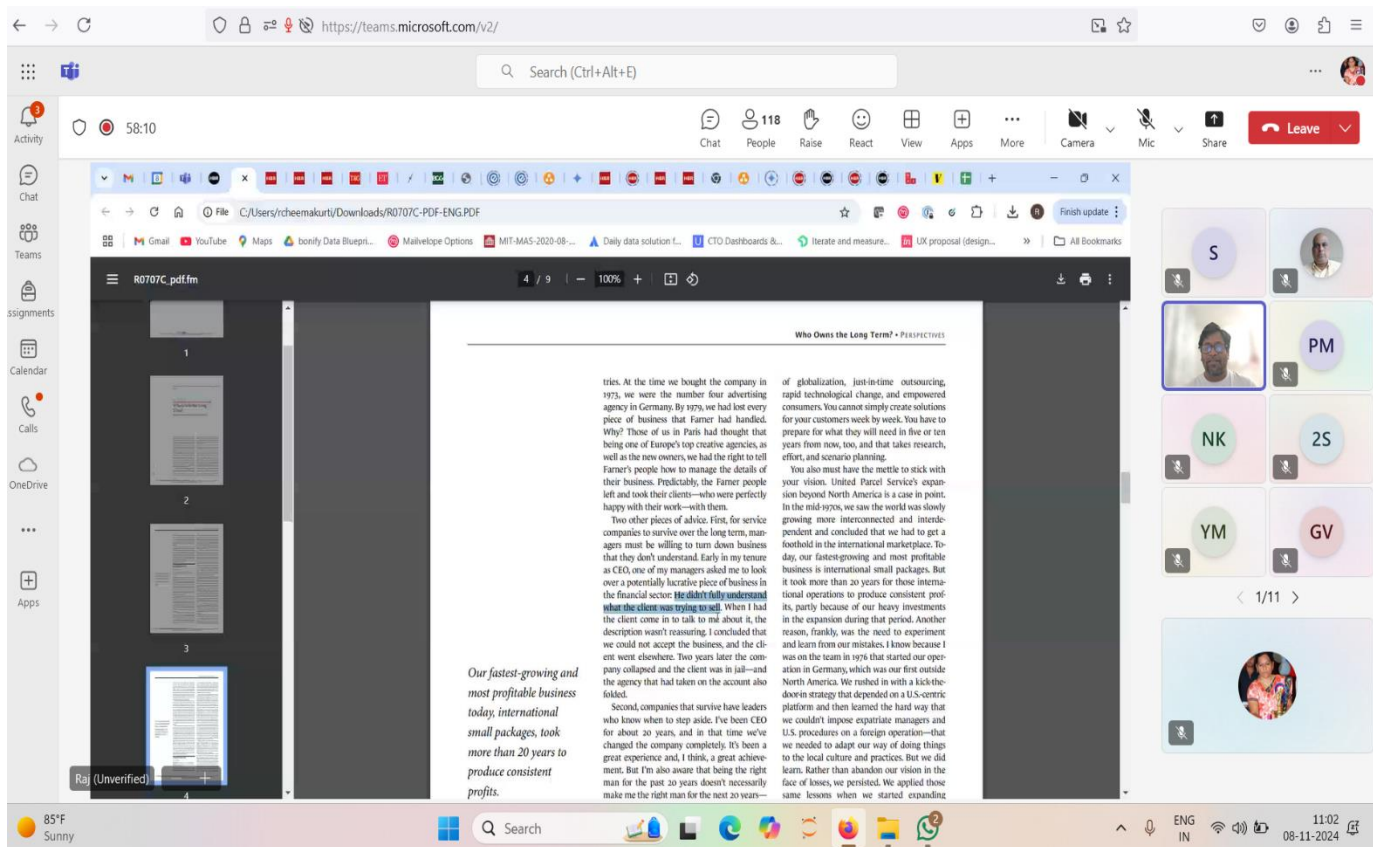 https://teams.microsoft.com/v2/
Search (Ctrl+Alt+E)
3
Activity
Chat
Teams
ssignments
Calendar
Calls
OneDrive
Apps
58:10
Chat
118
People
Raise
React
View
Apps
More
Camera
Mic
Share
Leave
File C:/Users/rcheemakurti/Downloads/R0707C-PDF-ENG.PDF
Finish update
Gmail YouTube Maps bonify Data Bluepri... Mailvelope Options MIT-MAS-2020-08-... Daily data solution f... CTO Dashboards &... Iterate and measure... UX proposal (design... All Bookmarks
R0707C_pdf.fm
4 / 9
100%
1
2
3
4
Who Owns the Long Term? • PERSPECTIVES
tries. At the time we bought the company in
1973, we were the number four advertising
agency in Germany. By 1979, we had lost every
piece of business that Farner had handled.
Why? Those of us in Paris had thought that
being one of Europe's top creative agencies, as
well as the new owners, we had the right to tell
Farner's people how to manage the details of
their business. Predictably, the Farner people
left and took their clients—who were perfectly
happy with their work—with them.
Two other pieces of advice. First, for service
companies to survive over the long term, man-
agers must be willing to turn down business
that they don't understand. Early in my tenure
as CEO, one of my managers asked me to look
over a potentially lucrative piece of business in
the financial sector. He didn't fully understand
what the client was trying to sell. When I had
the client come in to talk to me about it, the
description wasn't reassuring. I concluded that
we could not accept the business, and the cli-
ent went elsewhere. Two years later the com-
pany collapsed and the client was in jail—and
the agency that had taken on the account also
folded.
Second, companies that survive have leaders
who know when to step aside. I've been CEO
for about 20 years, and in that time we've
changed the company completely. It's been a
great experience and, I think, a great achieve-
ment. But I'm also aware that being the right
man for the past 20 years doesn't necessarily
make me the right man for the next 20 years—
of globalization, just-in-time outsourcing,
rapid technological change, and empowered
consumers. You cannot simply create solutions
for your customers week by week. You have to
prepare for what they will need in five or ten
years from now, too, and that takes research,
effort, and scenario planning.
You also must have the mettle to stick with
your vision. United Parcel Service's expan-
sion beyond North America is a case in point.
In the mid-1970s, we saw the world was slowly
growing more interconnected and interde-
pendent and concluded that we had to get a
foothold in the international marketplace. To-
day, our fastest-growing and most profitable
business is international small packages. But
it took more than 20 years for those interna-
tional operations to produce consistent prof-
its, partly because of our heavy investments
in the expansion during that period. Another
reason, frankly, was the need to experiment
and learn from our mistakes. I know because I
was on the team in 1976 that started our oper-
ation in Germany, which was our first outside
North America. We rushed in with a kick-the-
door-in strategy that depended on a U.S.-centric
platform and then learned the hard way that
we couldn't impose expatriate managers and
U.S. procedures on a foreign operation—that
we needed to adapt our way of doing things
to the local culture and practices. But we did
learn. Rather than abandon our vision in the
face of losses, we persisted. We applied those
same lessons when we started expanding
Our fastest-growing and
most profitable business
today, international
small packages, took
more than 20 years to
produce consistent
profits.
Raj (Unverified)
S
PM
NK
2S
YM
GV
1/11
85°F
Sunny
Search
2
ENG
IN
11:02
08-11-2024